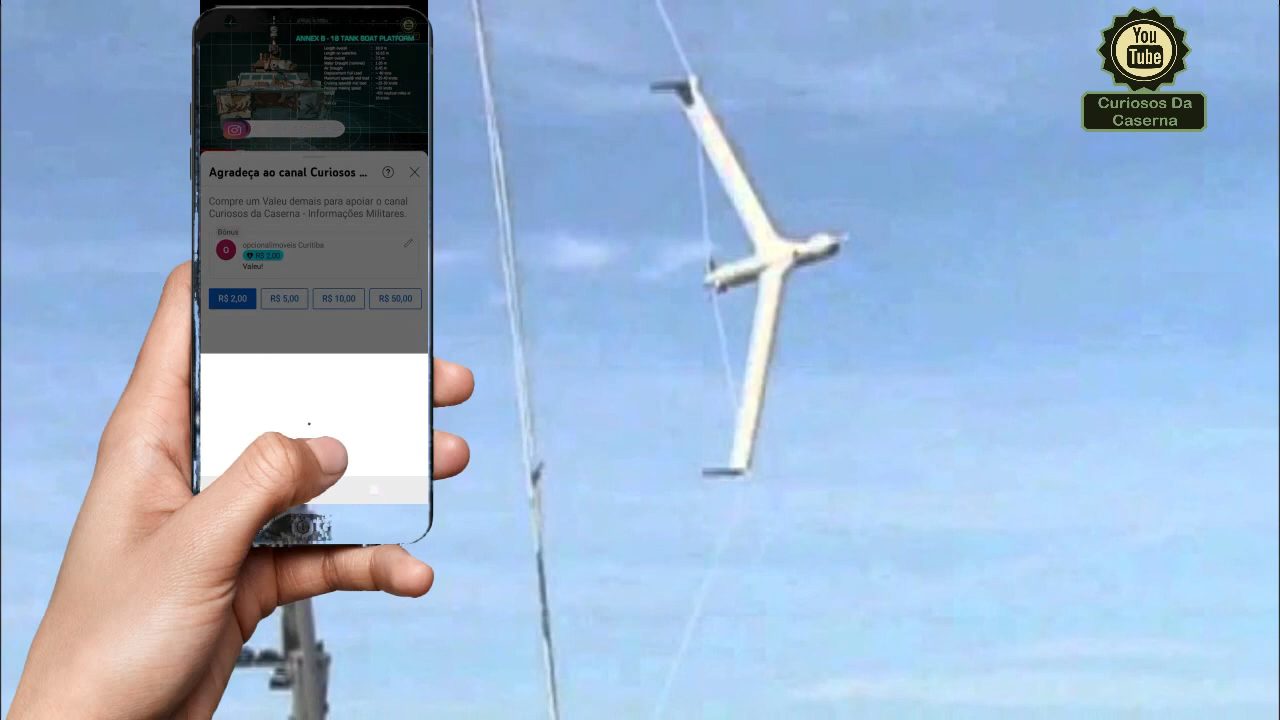 ANNEX B - 18 TANK BOAT PLATFORM
Agradeça ao canal Curiosos ...
Compre um Valeu demais para apoiar o canal
Curiosos da Caserna - Informações Militares.
Bônus
O
opcionalimoveis Curitiba
R$ 2,00
Valeu!
R$ 2,00
R$ 5,00
R$ 10,00
R$ 50,00
You
Tube
Curiosos Da
Caserna